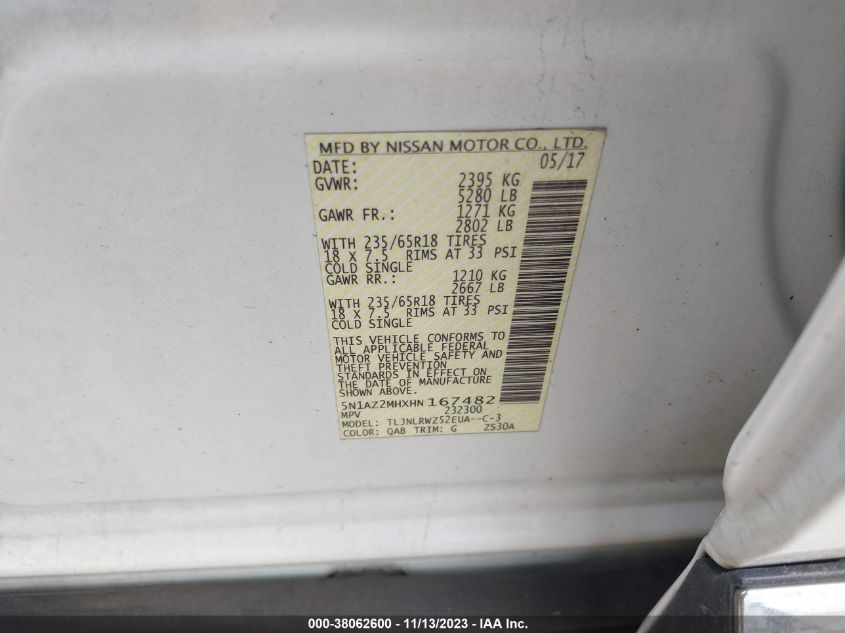 MFD BY NISSAN MOTOR CO., LTD.
DATE: 05/17
GVWR: 2395 KG
5280 LB
GAWR FR.: 1271 KG
2802 LB
WITH 235/65R18 TIRES
18 X 7.5 RIMS AT 33 PSI
COLD SINGLE
GAWR RR.: 1210 KG
2667 LB
WITH 235/65R18 TIRES
18 X 7.5 RIMS AT 33 PSI
COLD SINGLE
THIS VEHICLE CONFORMS TO
ALL APPLICABLE FEDERAL
MOTOR VEHICLE SAFETY AND
THEFT PREVENTION
STANDARDS IN EFFECT ON
THE DATE OF MANUFACTURE
SHOWN ABOVE.
5N1AZ2MHXHN 167482
MPV 232300
MODEL: TLJNLRWZ52EUA--C-3
COLOR: QAB TRIM: G ZS30A
000-38062600 - 11/13/2023 - IAA Inc.